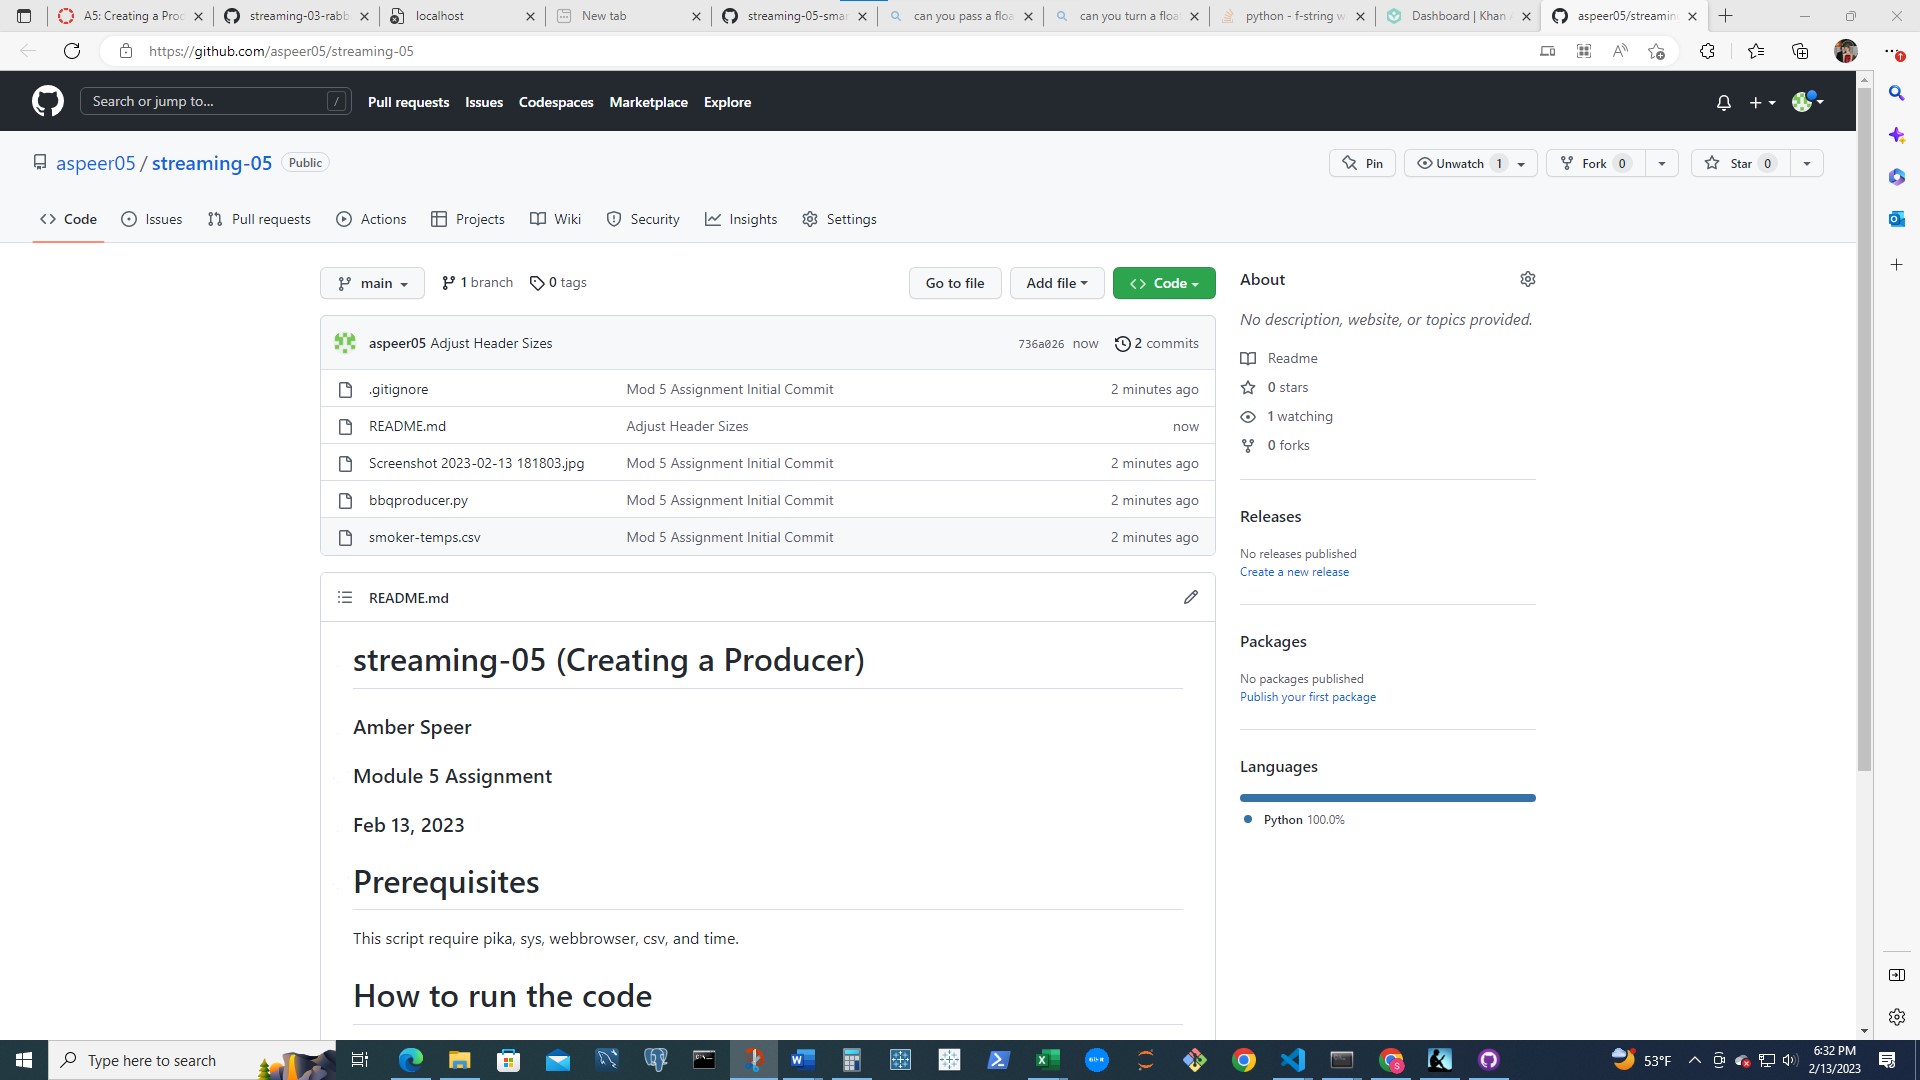 A5: Creating a Proc
streaming-03-rabb
localhost
New tab
streaming-05-smar
can you pass a floa
can you turn a float
python - f-string w
Dashboard | Khan A
aspeer05/streaming
https://github.com/aspeer05/streaming-05
Search or jump to... /
Pull requests Issues Codespaces Marketplace Explore
aspeer05 / streaming-05 Public
Pin
Unwatch 1
Fork 0
Star 0
Code Issues Pull requests Actions Projects Wiki Security Insights Settings
main 1 branch 0 tags
Go to file Add file Code
aspeer05 Adjust Header Sizes 736a026 now 2 commits
.gitignore Mod 5 Assignment Initial Commit 2 minutes ago
README.md Adjust Header Sizes now
Screenshot 2023-02-13 181803.jpg Mod 5 Assignment Initial Commit 2 minutes ago
bbqproducer.py Mod 5 Assignment Initial Commit 2 minutes ago
smoker-temps.csv Mod 5 Assignment Initial Commit 2 minutes ago
README.md
streaming-05 (Creating a Producer)
Amber Speer
Module 5 Assignment
Feb 13, 2023
Prerequisites
This script require pika, sys, webbrowser, csv, and time.
How to run the code
About
No description, website, or topics provided.
Readme
0 stars
1 watching
0 forks
Releases
No releases published
Create a new release
Packages
No packages published
Publish your first package
Languages
Python 100.0%
Type here to search
53°F
6:32 PM
2/13/2023